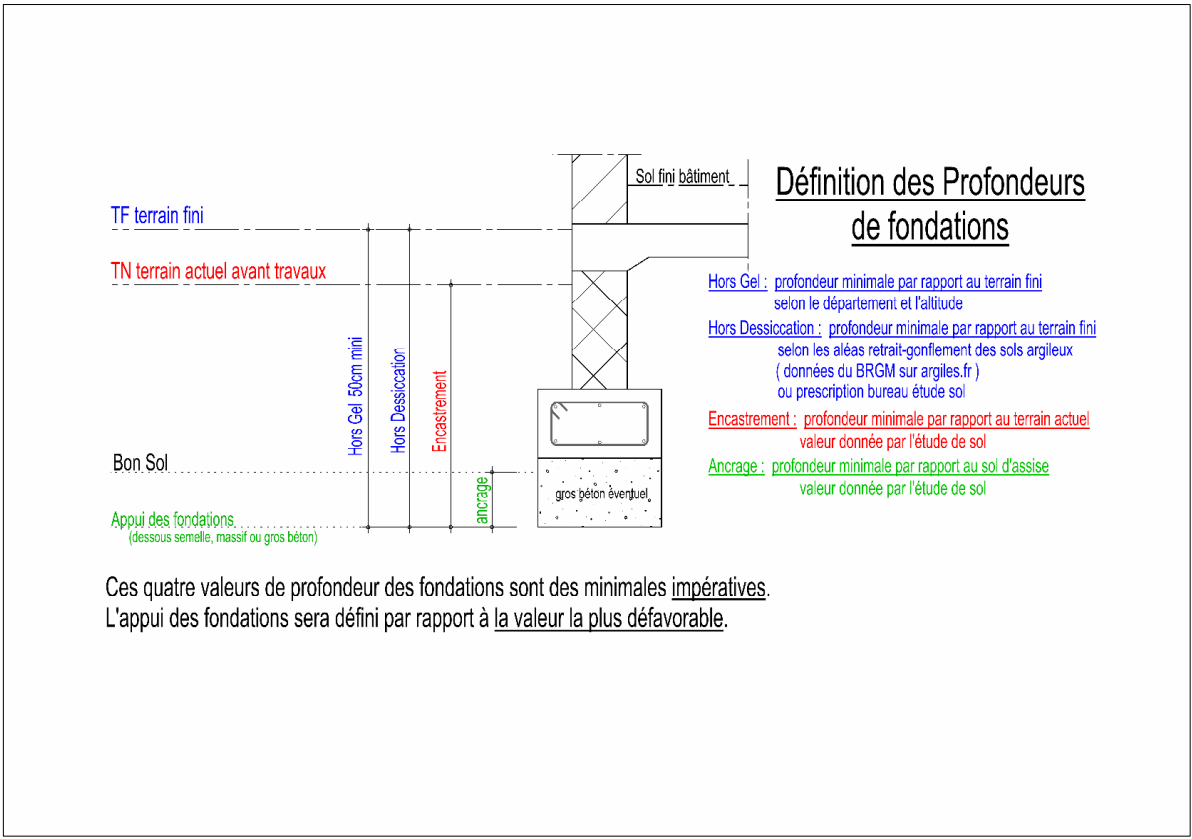 Sol fini bâtiment
Définition des Profondeurs
de fondations
TF terrain fini
TN terrain actuel avant travaux
Hors Gel : profondeur minimale par rapport au terrain fini
selon le département et l'altitude
Hors Dessiccation : profondeur minimale par rapport au terrain fini
selon les aléas retrait-gonflement des sols argileux
( données du BRGM sur argiles.fr )
ou prescription bureau étude sol
Encastrement : profondeur minimale par rapport au terrain actuel
valeur donnée par l'étude de sol
Ancrage : profondeur minimale par rapport au sol d'assise
valeur donnée par l'étude de sol
Hors Gel 50cm mini
Hors Dessiccation
Encastrement
ancrage
Bon Sol
gros béton éventuel
Appui des fondations
(dessous semelle, massif ou gros béton)
Ces quatre valeurs de profondeur des fondations sont des minimales impératives.
L'appui des fondations sera défini par rapport à la valeur la plus défavorable.